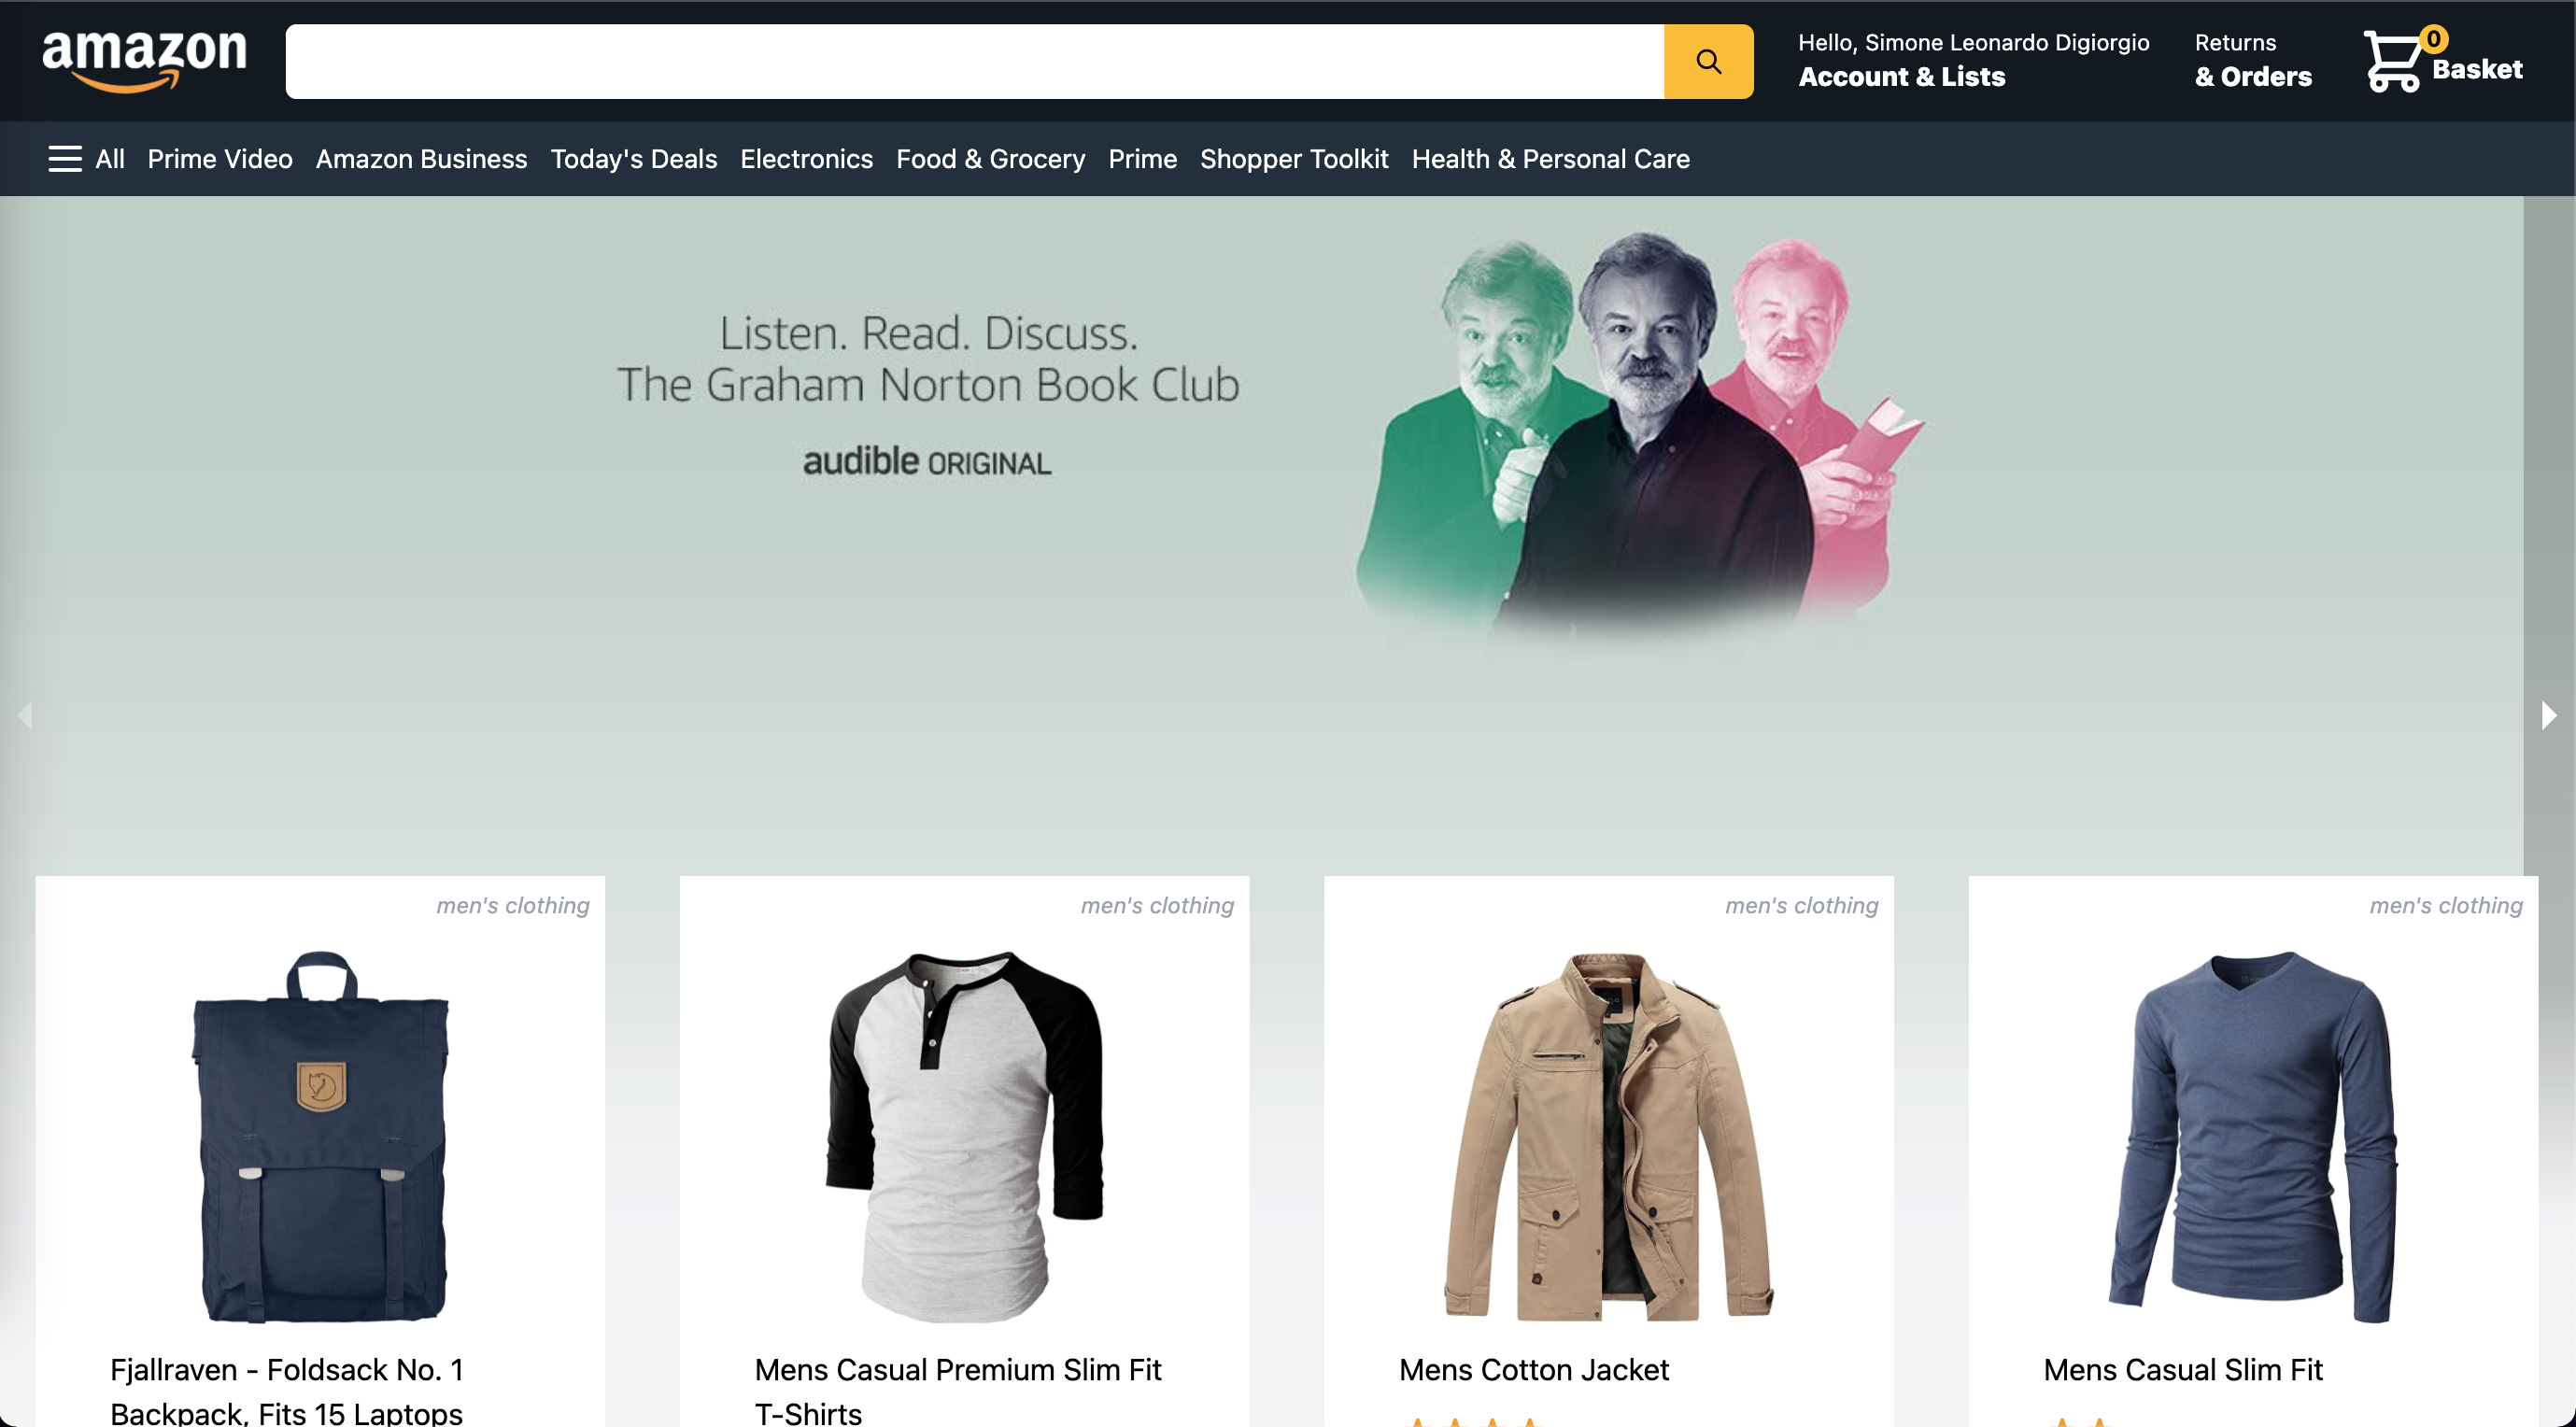 amazon
Hello, Simone Leonardo Digiorgio
Account & Lists
Returns
& Orders
0
Basket
All Prime Video Amazon Business Today's Deals Electronics Food & Grocery Prime Shopper Toolkit Health & Personal Care
Listen. Read. Discuss.
The Graham Norton Book Club
audible ORIGINAL
men's clothing
Fjallraven - Foldsack No. 1
Backpack, Fits 15 Laptops
men's clothing
Mens Casual Premium Slim Fit
T-Shirts
men's clothing
Mens Cotton Jacket
men's clothing
Mens Casual Slim Fit